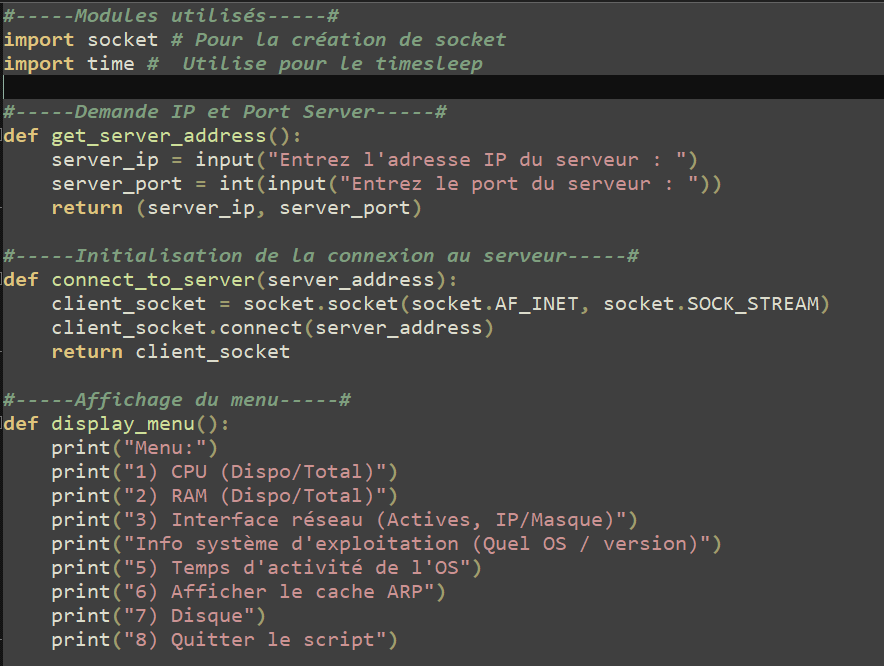 #-----Modules utilisés-----#
import socket # Pour la création de socket
import time #  Utilise pour le timesleep

#-----Demande IP et Port Server-----#
def get_server_address():
    server_ip = input("Entrez l'adresse IP du serveur : ")
    server_port = int(input("Entrez le port du serveur : "))
    return (server_ip, server_port)

#-----Initialisation de la connexion au serveur-----#
def connect_to_server(server_address):
    client_socket = socket.socket(socket.AF_INET, socket.SOCK_STREAM)
    client_socket.connect(server_address)
    return client_socket

#-----Affichage du menu-----#
def display_menu():
    print("Menu:")
    print("1) CPU (Dispo/Total)")
    print("2) RAM (Dispo/Total)")
    print("3) Interface réseau (Actives, IP/Masque)")
    print("Info système d'exploitation (Quel OS / version)")
    print("5) Temps d'activité de l'OS")
    print("6) Afficher le cache ARP")
    print("7) Disque")
    print("8) Quitter le script")